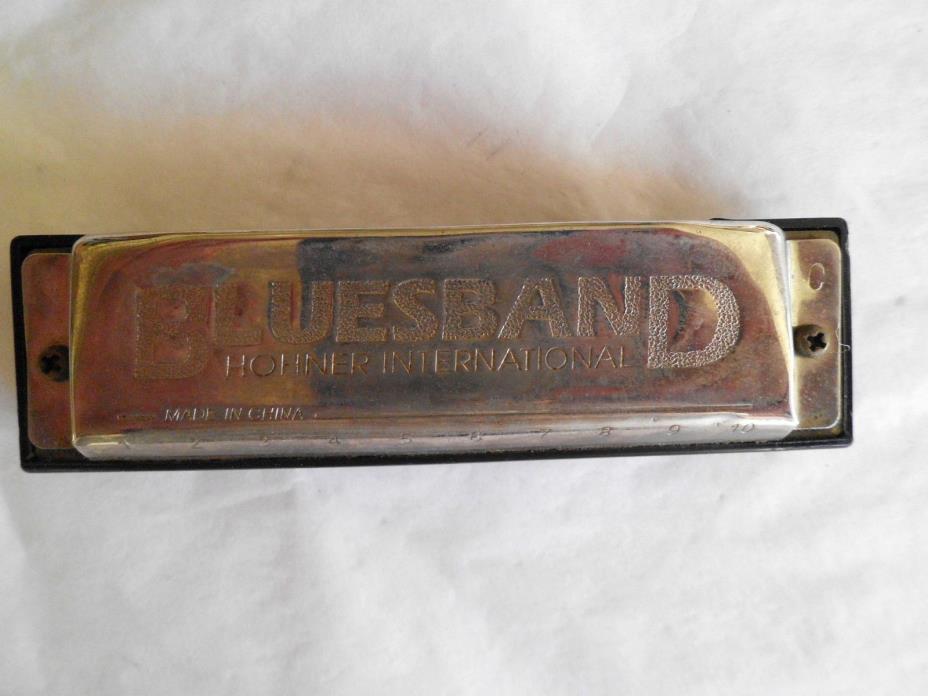 C
BLUESBAND
HOHNER INTERNATIONAL
MADE IN CHINA
1 2 3 4 5 6 7 8 9 10